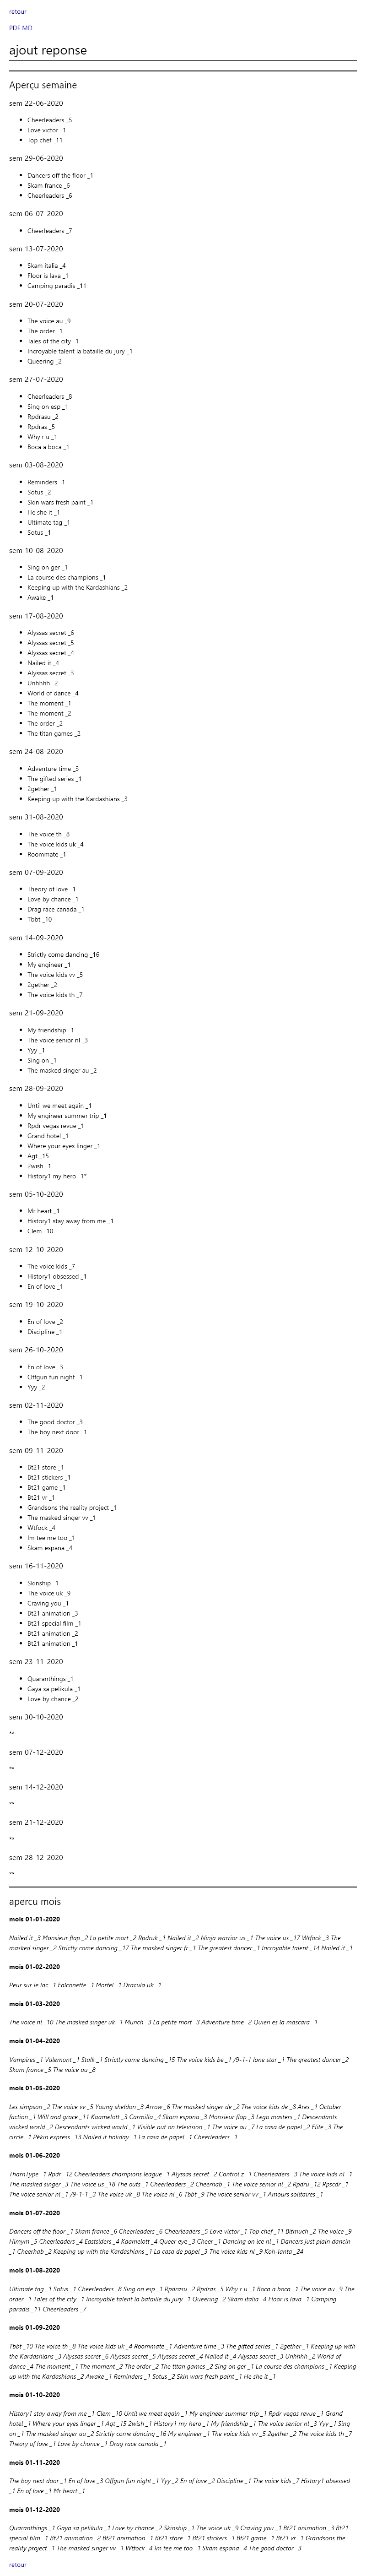 retour
PDF MD
ajout reponse
Aperçu semaine
sem 22-06-2020
Cheerleaders _5
Love victor _1
Top chef _11
sem 29-06-2020
Dancers off the floor _1
Skam france _6
Cheerleaders _6
sem 06-07-2020
Cheerleaders _7
sem 13-07-2020
Skam italia _4
Floor is lava _1
Camping paradis _11
sem 20-07-2020
The voice au _9
The order _1
Tales of the city _1
Incroyable talent la bataille du jury _1
Queering _2
sem 27-07-2020
Cheerleaders _8
Sing on esp _1
Rpdrasu _2
Rpdras _5
Why r u _1
Boca a boca _1
sem 03-08-2020
Reminders _1
Sotus _2
Skin wars fresh paint _1
He she it _1
Ultimate tag _1
Sotus _1
sem 10-08-2020
Sing on ger _1
La course des champions _1
Keeping up with the Kardashians _2
Awake _1
sem 17-08-2020
Alyssas secret _6
Alyssas secret _5
Alyssas secret _4
Nailed it _4
Alyssas secret _3
Unhhhh _2
World of dance _4
The moment _1
The moment _2
The order _2
The titan games _2
sem 24-08-2020
Adventure time _3
The gifted series _1
2gether _1
Keeping up with the Kardashians _3
sem 31-08-2020
The voice th _8
The voice kids uk _4
Roommate _1
sem 07-09-2020
Theory of love _1
Love by chance _1
Drag race canada _1
Tbbt _10
sem 14-09-2020
Strictly come dancing _16
My engineer _1
The voice kids vv _5
2gether _2
The voice kids th _7
sem 21-09-2020
My friendship _1
The voice senior nl _3
Yyy _1
Sing on _1
The masked singer au _2
sem 28-09-2020
Until we meet again _1
My engineer summer trip _1
Rpdr vegas revue _1
Grand hotel _1
Where your eyes linger _1
Agt _15
2wish _1
History1 my hero _1*
sem 05-10-2020
Mr heart _1
History1 stay away from me _1
Clem _10
sem 12-10-2020
The voice kids _7
History1 obsessed _1
En of love _1
sem 19-10-2020
En of love _2
Discipline _1
sem 26-10-2020
En of love _3
Offgun fun night _1
Yyy _2
sem 02-11-2020
The good doctor _3
The boy next door _1
sem 09-11-2020
Bt21 store _1
Bt21 stickers _1
Bt21 game _1
Bt21 vr _1
Grandsons the reality project _1
The masked singer vv _1
Wtfock _4
Im tee me too _1
Skam espana _4
sem 16-11-2020
Skinship _1
The voice uk _9
Craving you _1
Bt21 animation _3
Bt21 special film _1
Bt21 animation _2
Bt21 animation _1
sem 23-11-2020
Quaranthings _1
Gaya sa pelikula _1
Love by chance _2
sem 30-10-2020
**
sem 07-12-2020
**
sem 14-12-2020
**
sem 21-12-2020
**
sem 28-12-2020
**
apercu mois
mois 01-01-2020
Nailed it _3 Monsieur flap _2 La petite mort _2 Rpdruk _1 Nailed it _2 Ninja warrior us _1 The voice us _17 Wtfock _3 The
masked singer _2 Strictly come dancing _17 The masked singer fr _1 The greatest dancer _1 Incroyable talent _14 Nailed it _1
mois 01-02-2020
Peur sur le lac _1 Falconette _1 Mortel _1 Dracula uk _1
mois 01-03-2020
The voice nl _10 The masked singer uk _1 Munch _3 La petite mort _3 Adventure time _2 Quien es la mascara _1
mois 01-04-2020
Vampires _1 Valemont _1 Stalk _1 Strictly come dancing _15 The voice kids be _1 /9-1-1 lone star _1 The greatest dancer _2
Skam france _5 The voice au _8
mois 01-05-2020
Les simpson _2 The voice vv _5 Young sheldon _3 Arrow _6 The masked singer de _2 The voice kids de _8 Ares _1 October
faction _1 Will and grace _11 Kaamelott _3 Carmilla _4 Skam espana _3 Monsieur flap _3 Lego masters _1 Descendants
wicked world _2 Descendants wicked world _1 Visible out on television _1 The voice au _7 La casa de papel _2 Elite _3 The
circle _1 Pékin express _13 Nailed it holiday _1 La casa de papel _1 Cheerleaders _1
mois 01-06-2020
TharnType _1 Rpdr _12 Cheerleaders champions league _1 Alyssas secret _2 Control z _1 Cheerleaders _3 The voice kids nl _1
The masked singer _3 The voice us _18 The outs _1 Cheerleaders _2 Cheerhab _1 The voice senior nl _2 Rpdru _12 Rpscdr _1
The voice senior nl _1 /9-1-1 _3 The voice uk _8 The voice nl _6 Tbbt _9 The voice senior vv _1 Amours solitaires _1
mois 01-07-2020
Dancers off the floor _1 Skam france _6 Cheerleaders _6 Cheerleaders _5 Love victor _1 Top chef _11 Bitmuch _2 The voice _9
Himym _5 Cheerleaders _4 Eastsiders _4 Kaamelott _4 Queer eye _3 Cheer _1 Dancing on ice nl _1 Dancers just plain dancin
_1 Cheerhab _2 Keeping up with the Kardashians _1 La casa de papel _3 The voice kids nl _9 Koh-lanta _24
mois 01-08-2020
Ultimate tag _1 Sotus _1 Cheerleaders _8 Sing on esp _1 Rpdrasu _2 Rpdras _5 Why r u _1 Boca a boca _1 The voice au _9 The
order _1 Tales of the city _1 Incroyable talent la bataille du jury _1 Queering _2 Skam italia _4 Floor is lava _1 Camping
paradis _11 Cheerleaders _7
mois 01-09-2020
Tbbt _10 The voice th _8 The voice kids uk _4 Roommate _1 Adventure time _3 The gifted series _1 2gether _1 Keeping up with
the Kardashians _3 Alyssas secret _6 Alyssas secret _5 Alyssas secret _4 Nailed it _4 Alyssas secret _3 Unhhhh _2 World of
dance _4 The moment _1 The moment _2 The order _2 The titan games _2 Sing on ger _1 La course des champions _1 Keeping
up with the Kardashians _2 Awake _1 Reminders _1 Sotus _2 Skin wars fresh paint _1 He she it _1
mois 01-10-2020
History1 stay away from me _1 Clem _10 Until we meet again _1 My engineer summer trip _1 Rpdr vegas revue _1 Grand
hotel _1 Where your eyes linger _1 Agt _15 2wish _1 History1 my hero _1 My friendship _1 The voice senior nl _3 Yyy _1 Sing
on _1 The masked singer au _2 Strictly come dancing _16 My engineer _1 The voice kids vv _5 2gether _2 The voice kids th _7
Theory of love _1 Love by chance _1 Drag race canada _1
mois 01-11-2020
The boy next door _1 En of love _3 Offgun fun night _1 Yyy _2 En of love _2 Discipline _1 The voice kids _7 History1 obsessed
_1 En of love _1 Mr heart _1
mois 01-12-2020
Quaranthings _1 Gaya sa pelikula _1 Love by chance _2 Skinship _1 The voice uk _9 Craving you _1 Bt21 animation _3 Bt21
special film _1 Bt21 animation _2 Bt21 animation _1 Bt21 store _1 Bt21 stickers _1 Bt21 game _1 Bt21 vr _1 Grandsons the
reality project _1 The masked singer vv _1 Wtfock _4 Im tee me too _1 Skam espana _4 The good doctor _3
retour